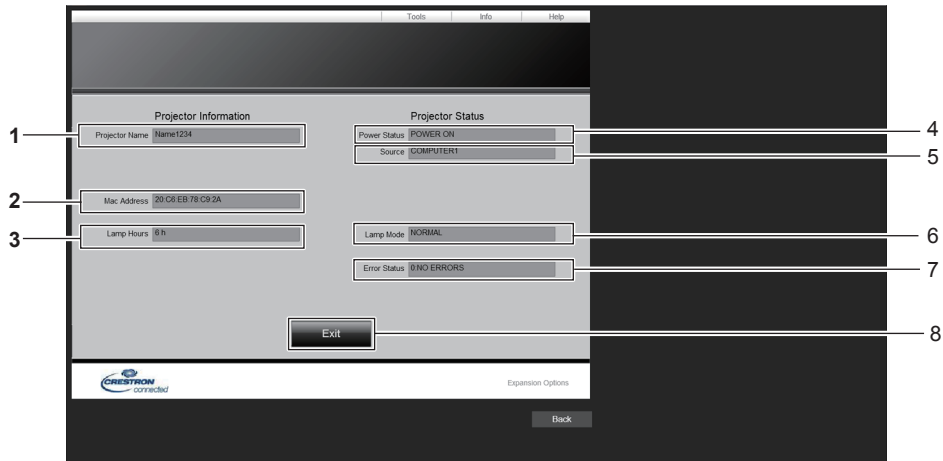 Tools Info Help
Projector Information
Projector Status
1 Projector Name Name1234
Power Status POWER ON 4
Source COMPUTER1 5
2 Mac Address 20:C6:EB:78:C9:2A
3 Lamp Hours 6 h
Lamp Mode NORMAL 6
Error Status 0:NO ERRORS 7
Exit 8
CRESTRON
connected
Expansion Options
Back